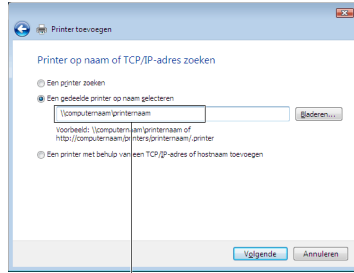 Printer toevoegen
Printer op naam of TCP/IP-adres zoeken
Een printer zoeken
Een gedeelde printer op naam selecteren
\\computernaam\printernaam
Bladeren...
Voorbeeld: \\computernaam\printernaam of
http://computernaam/printers/printernaam/.printer
Een printer met behulp van een TCP/IP-adres of hostnaam toevoegen
Volgende
Annuleren